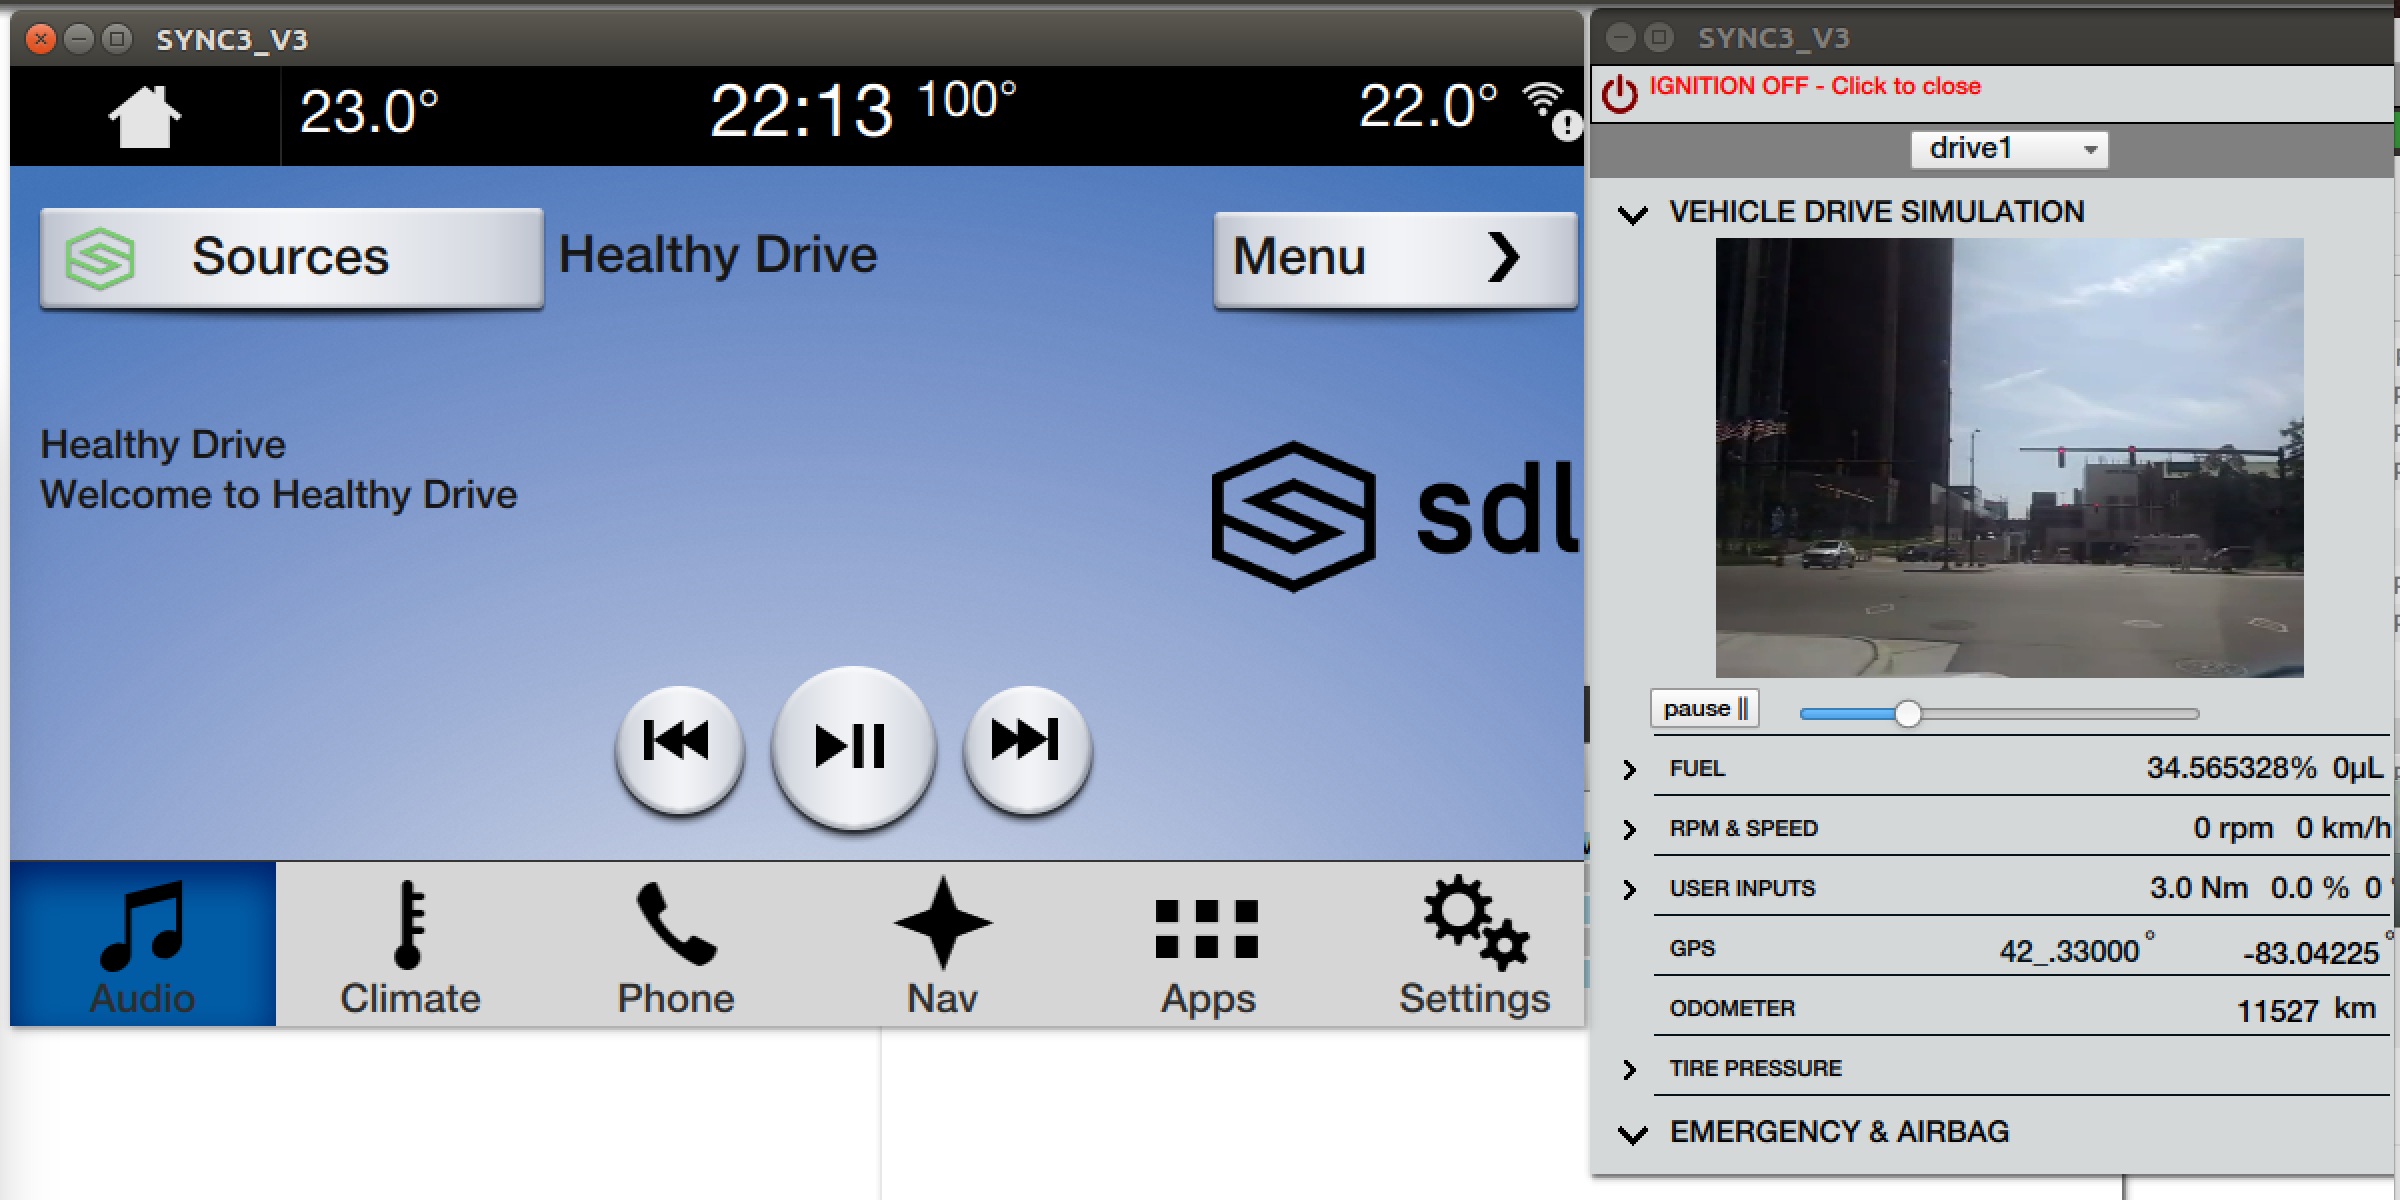 SYNC3_V3
23.0°
22:13 100°
22.0°
Sources
Healthy Drive
Menu
Healthy Drive
Welcome to Healthy Drive
sdl
Audio
Climate
Phone
Nav
Apps
Settings
SYNC3_V3
IGNITION OFF - Click to close
drive1
VEHICLE DRIVE SIMULATION
pause ||
FUEL 34.565328% 0µL
RPM & SPEED 0 rpm 0 km/h
USER INPUTS 3.0 Nm 0.0 % 0 °
GPS 42_.33000° -83.04225°
ODOMETER 11527 km
TIRE PRESSURE
EMERGENCY & AIRBAG